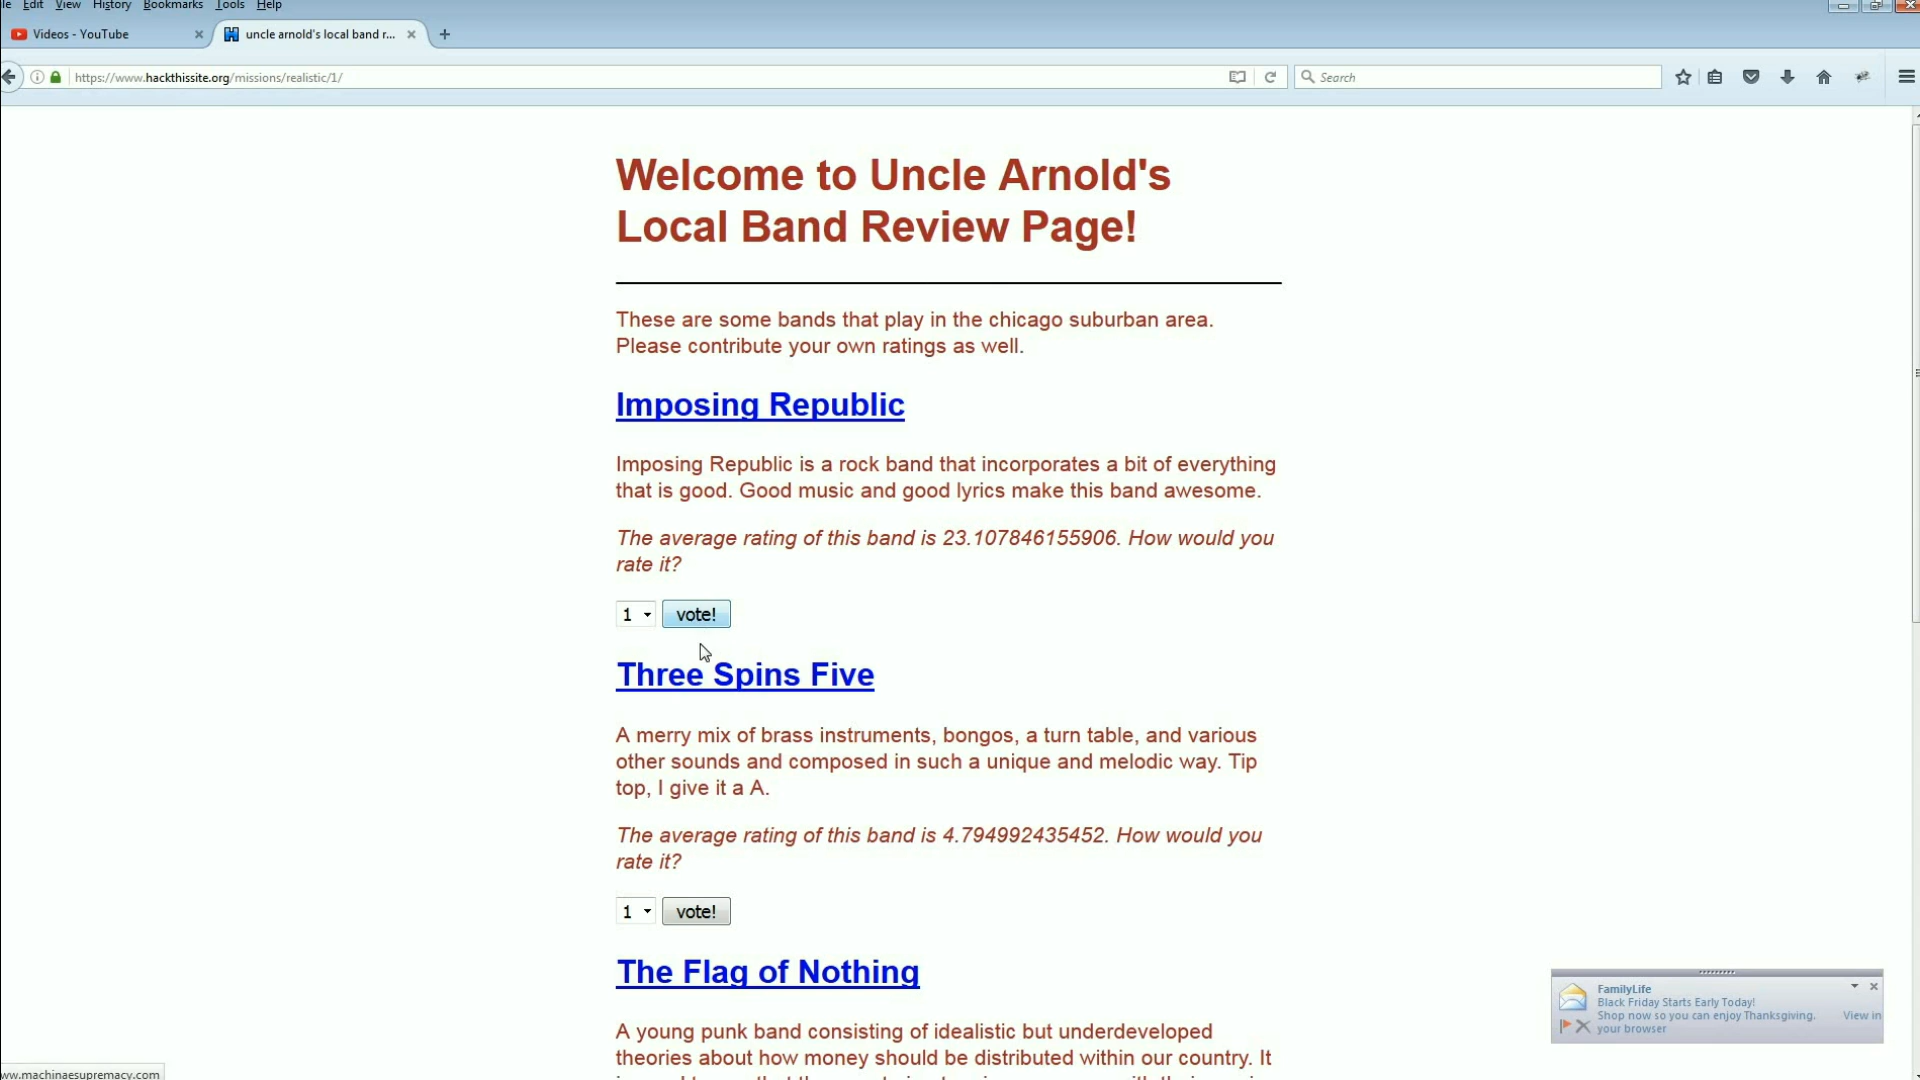 Edit View History Bookmarks Tools Help
Videos - YouTube
uncle arnold's local band r...
https://www.hackthissite.org/missions/realistic/1/
Search
Welcome to Uncle Arnold's
Local Band Review Page!
These are some bands that play in the chicago suburban area.
Please contribute your own ratings as well.
Imposing Republic
Imposing Republic is a rock band that incorporates a bit of everything
that is good. Good music and good lyrics make this band awesome.
The average rating of this band is 23.107846155906. How would you
rate it?
1 vote!
Three Spins Five
A merry mix of brass instruments, bongos, a turn table, and various
other sounds and composed in such a unique and melodic way. Tip
top, I give it a A.
The average rating of this band is 4.794992435452. How would you
rate it?
1 vote!
The Flag of Nothing
A young punk band consisting of idealistic but underdeveloped
theories about how money should be distributed within our country. It
FamilyLife
Black Friday Starts Early Today!
Shop now so you can enjoy Thanksgiving. View in
your browser
ww.machinaesupremacy.com